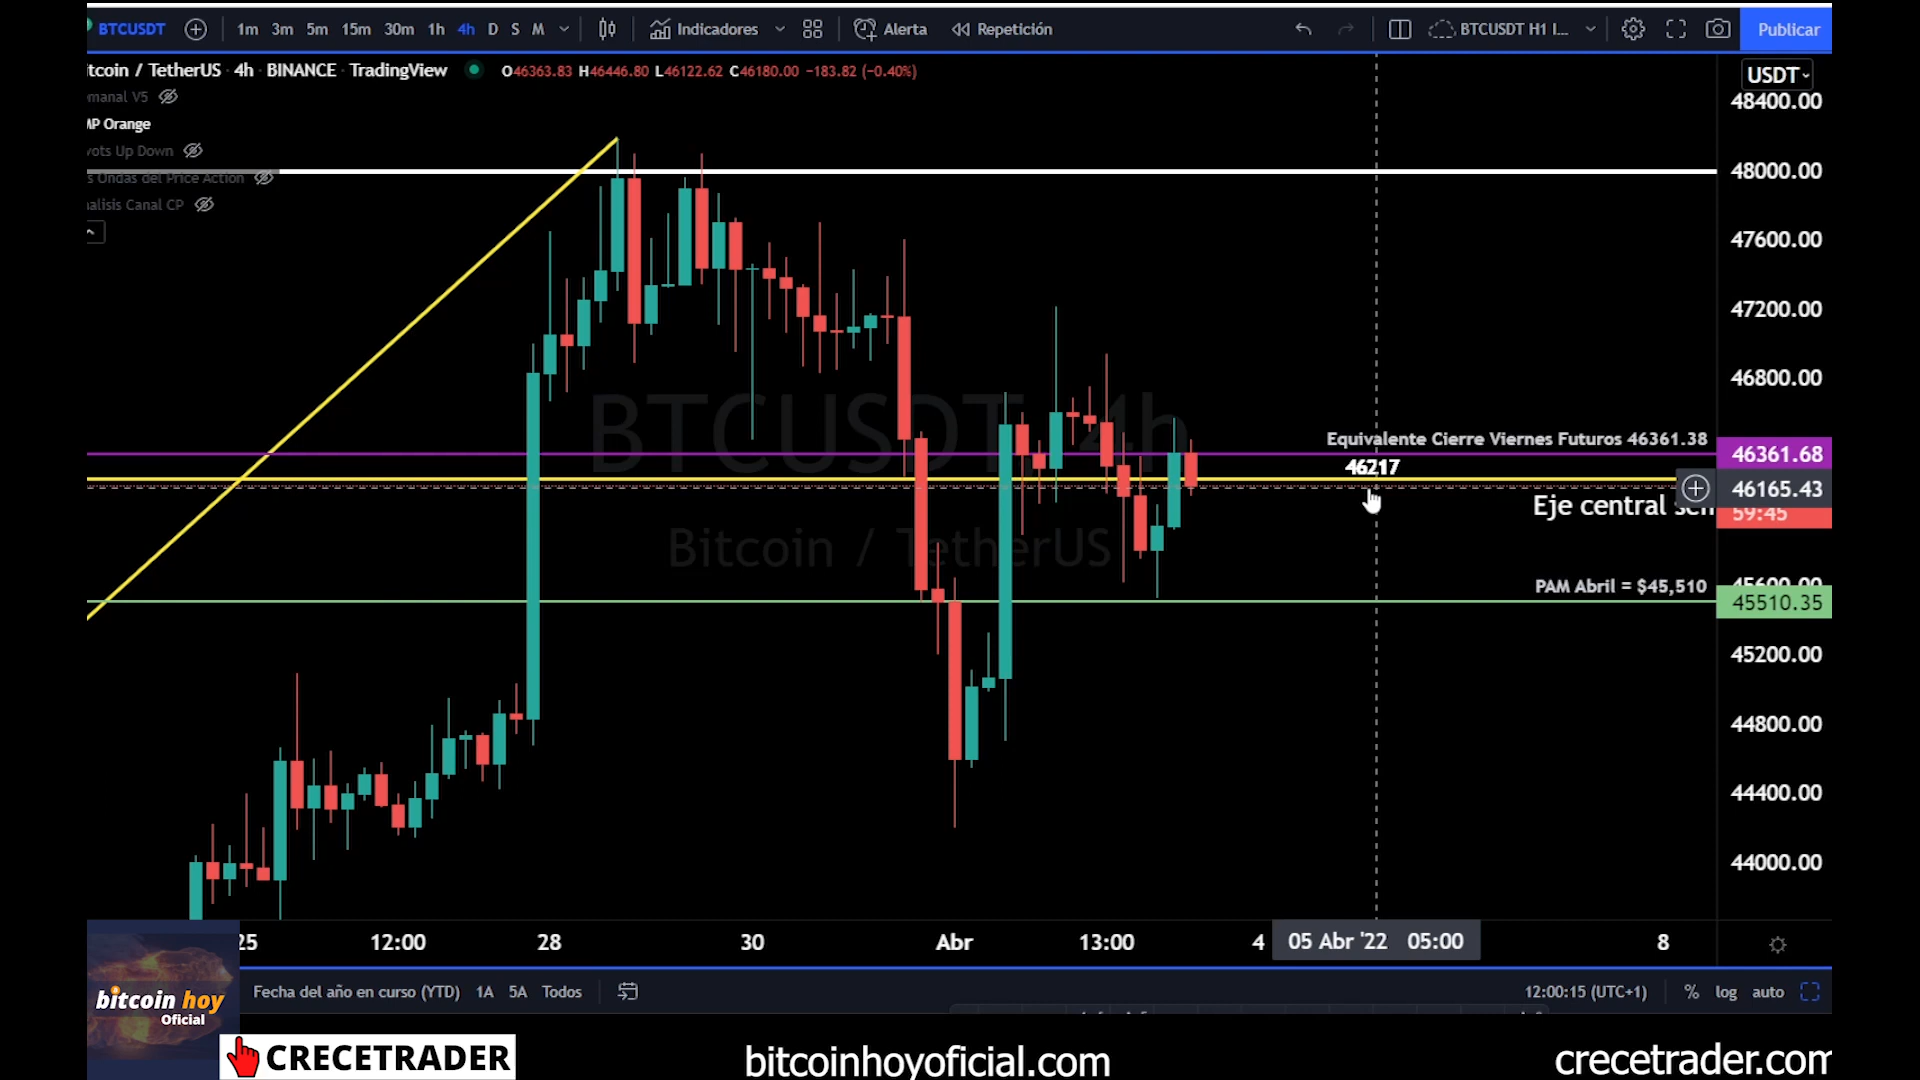 BTCUSDT 1m 3m 5m 15m 30m 1h 4h D S M Indicadores Alerta Repetición BTCUSDT H1 I... Publicar
itcoin / TetherUS · 4h · BINANCE · TradingView O46363.83 H46446.80 L46122.62 C46180.00 −183.82 (−0.40%)
USDT
manal V5
MP Orange
vots Up Down
s Ondas del Price Action
nalisis Canal CP
48400.00
48000.00
47600.00
47200.00
46800.00
BTCUSDT, 4h
Bitcoin / TetherUS
Equivalente Cierre Viernes Futuros 46361.38
46361.68
46217
46165.43
Eje central
59:45
PAM Abril = $45,510
45600.00
45510.35
45200.00
44800.00
44400.00
44000.00
25 12:00 28 30 Abr 13:00 4 05 Abr '22 05:00 8
Fecha del año en curso (YTD) 1A 5A Todos 12:00:15 (UTC+1) % log auto
bitcoin hoy
Oficial
CRECETRADER
bitcoinhoyoficial.com
crecetrader.com